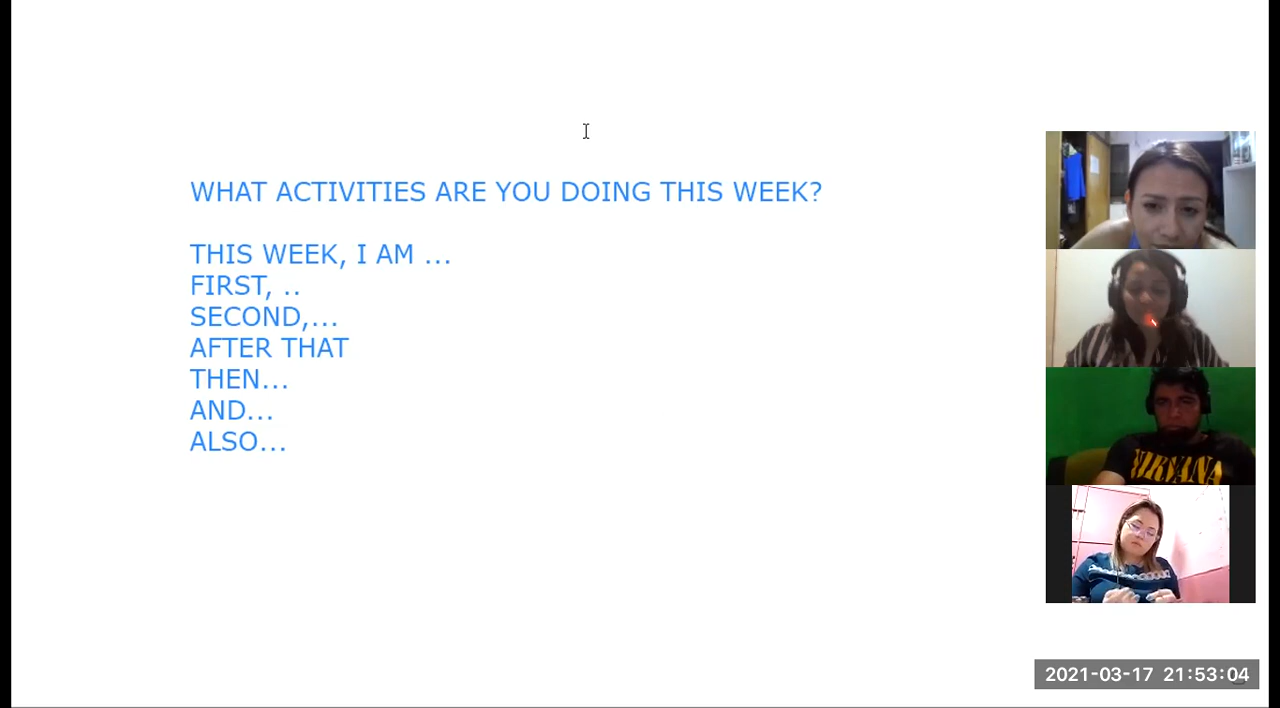 WHAT ACTIVITIES ARE YOU DOING THIS WEEK?
THIS WEEK, I AM ...
FIRST, ..
SECOND,...
AFTER THAT
THEN...
AND...
ALSO...
NIRVANA
2021-03-17 21:53:04